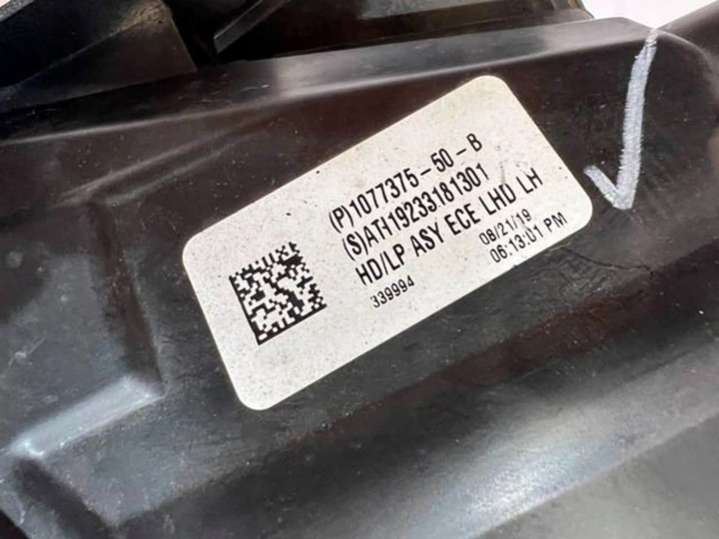 (P)1077375-50-B
(S)ATH19233181301
HD/LP ASY ECE LHD LH
339994
08/21/19
06:13:01 PM